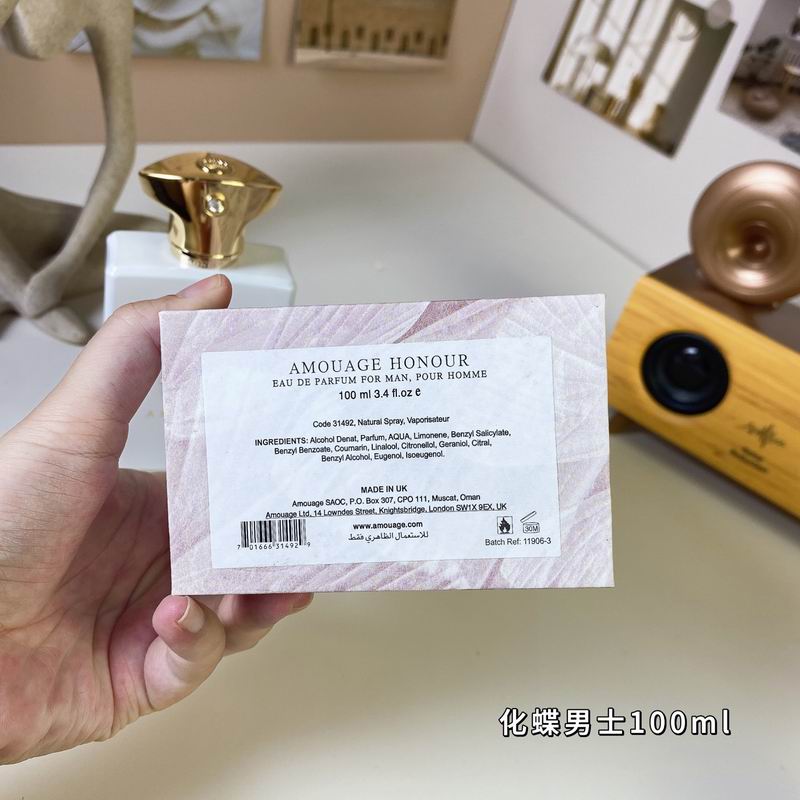 AMOUAGE HONOUR
EAU DE PARFUM FOR MAN, POUR HOMME
100 ml 3.4 fl.oz e
Code 31492, Natural Spray, Vaporisateur
INGREDIENTS: Alcohol Denat, Parfum, AQUA, Limonene, Benzyl Salicylate,
Benzyl Benzoate, Coumarin, Linalool, Citronellol, Geraniol, Citral,
Benzyl Alcohol, Eugenol, Isoeugenol.
MADE IN UK
Amouage SAOC, P.O. Box 307, CPO 111, Muscat, Oman
Amouage Ltd, 14 Lowndes Street, Knightsbridge, London SW1X 9EX, UK
www.amouage.com
للاستعمال الظاهري فقط
7 01666 31492 9
30M
Batch Ref: 11906-3
化蝶男士100ml